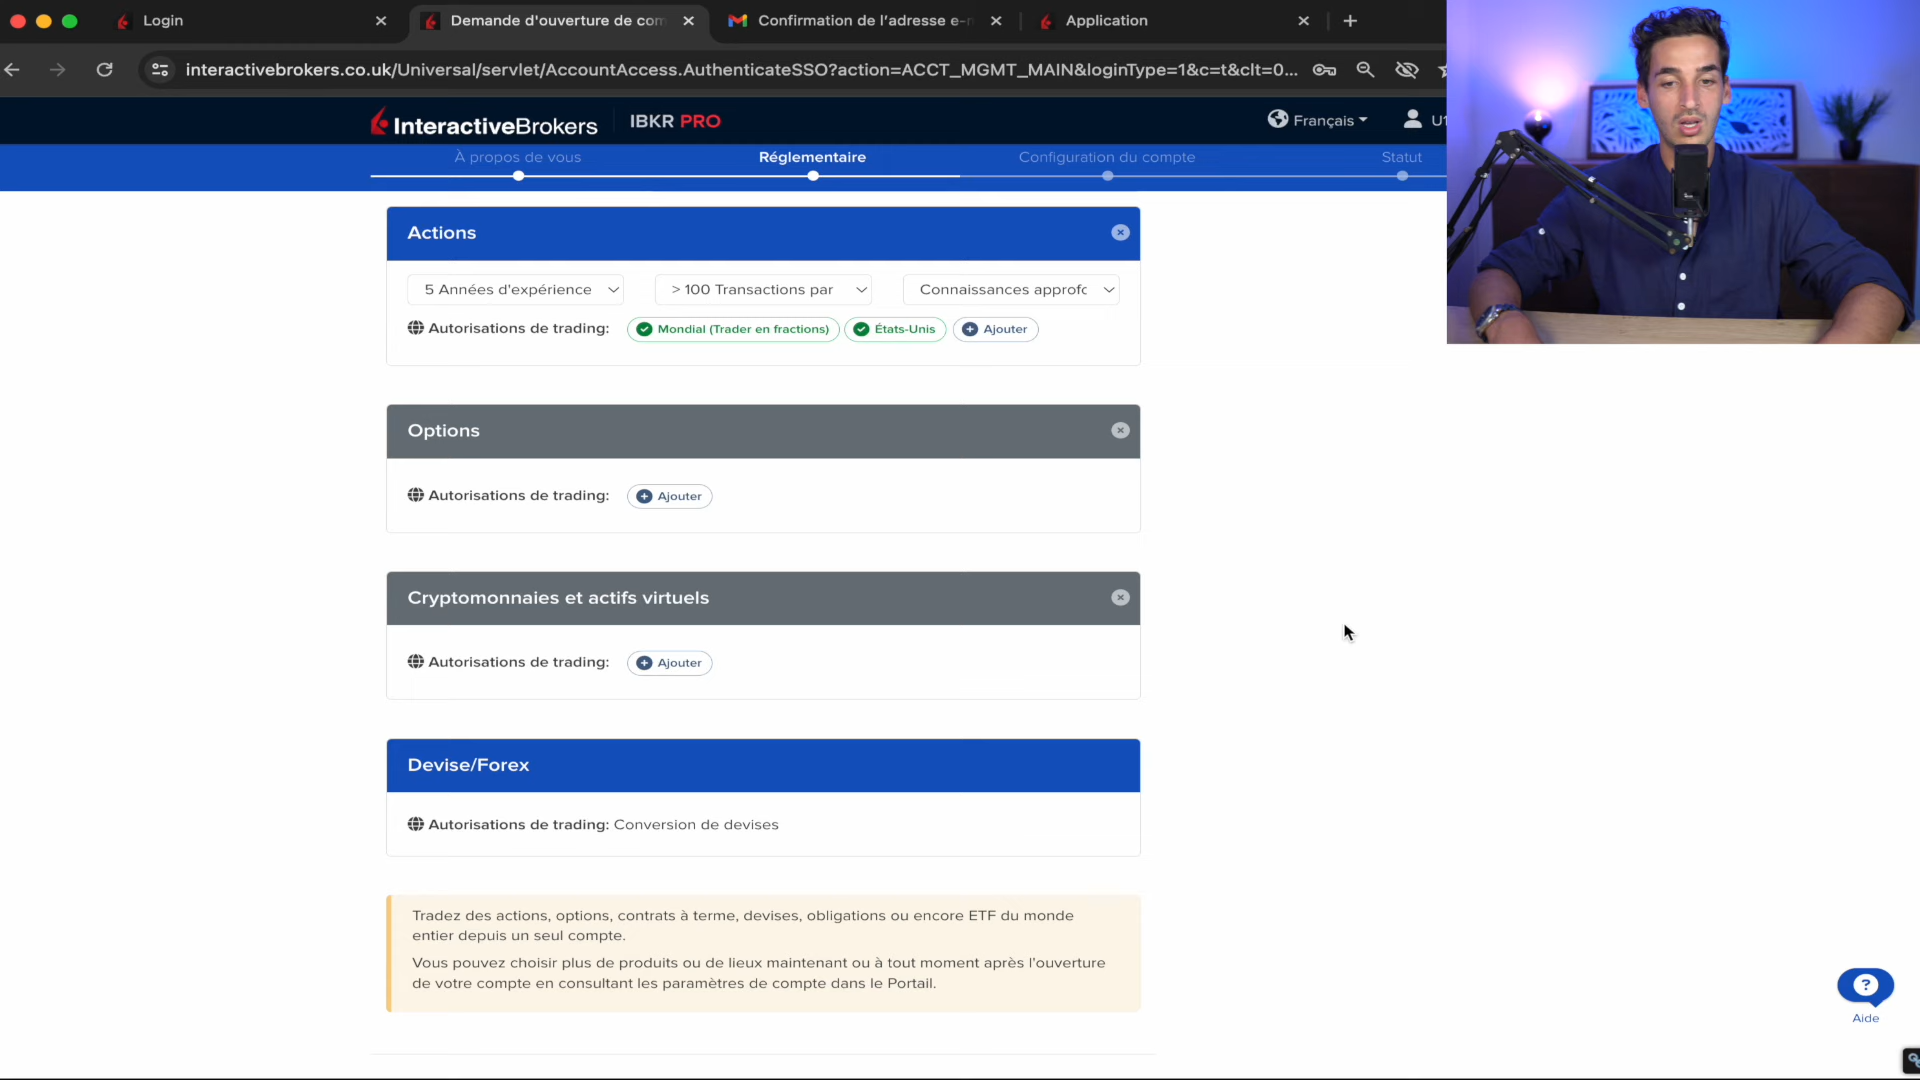 Login
Demande d'ouverture de com
Confirmation de l'adresse e-m
Application
interactivebrokers.co.uk/Universal/servlet/AccountAccess.AuthenticateSSO?action=ACCT_MGMT_MAIN&loginType=1&c=t&clt=0...
InteractiveBrokers
IBKR PRO
Français
U1
À propos de vous
Réglementaire
Configuration du compte
Statut
Actions
5 Années d'expérience
> 100 Transactions par
Connaissances approfo
Autorisations de trading:
Mondial (Trader en fractions)
États-Unis
Ajouter
Options
Autorisations de trading:
Ajouter
Cryptomonnaies et actifs virtuels
Autorisations de trading:
Ajouter
Devise/Forex
Autorisations de trading: Conversion de devises
Tradez des actions, options, contrats à terme, devises, obligations ou encore ETF du monde
entier depuis un seul compte.
Vous pouvez choisir plus de produits ou de lieux maintenant ou à tout moment après l'ouverture
de votre compte en consultant les paramètres de compte dans le Portail.
?
Aide